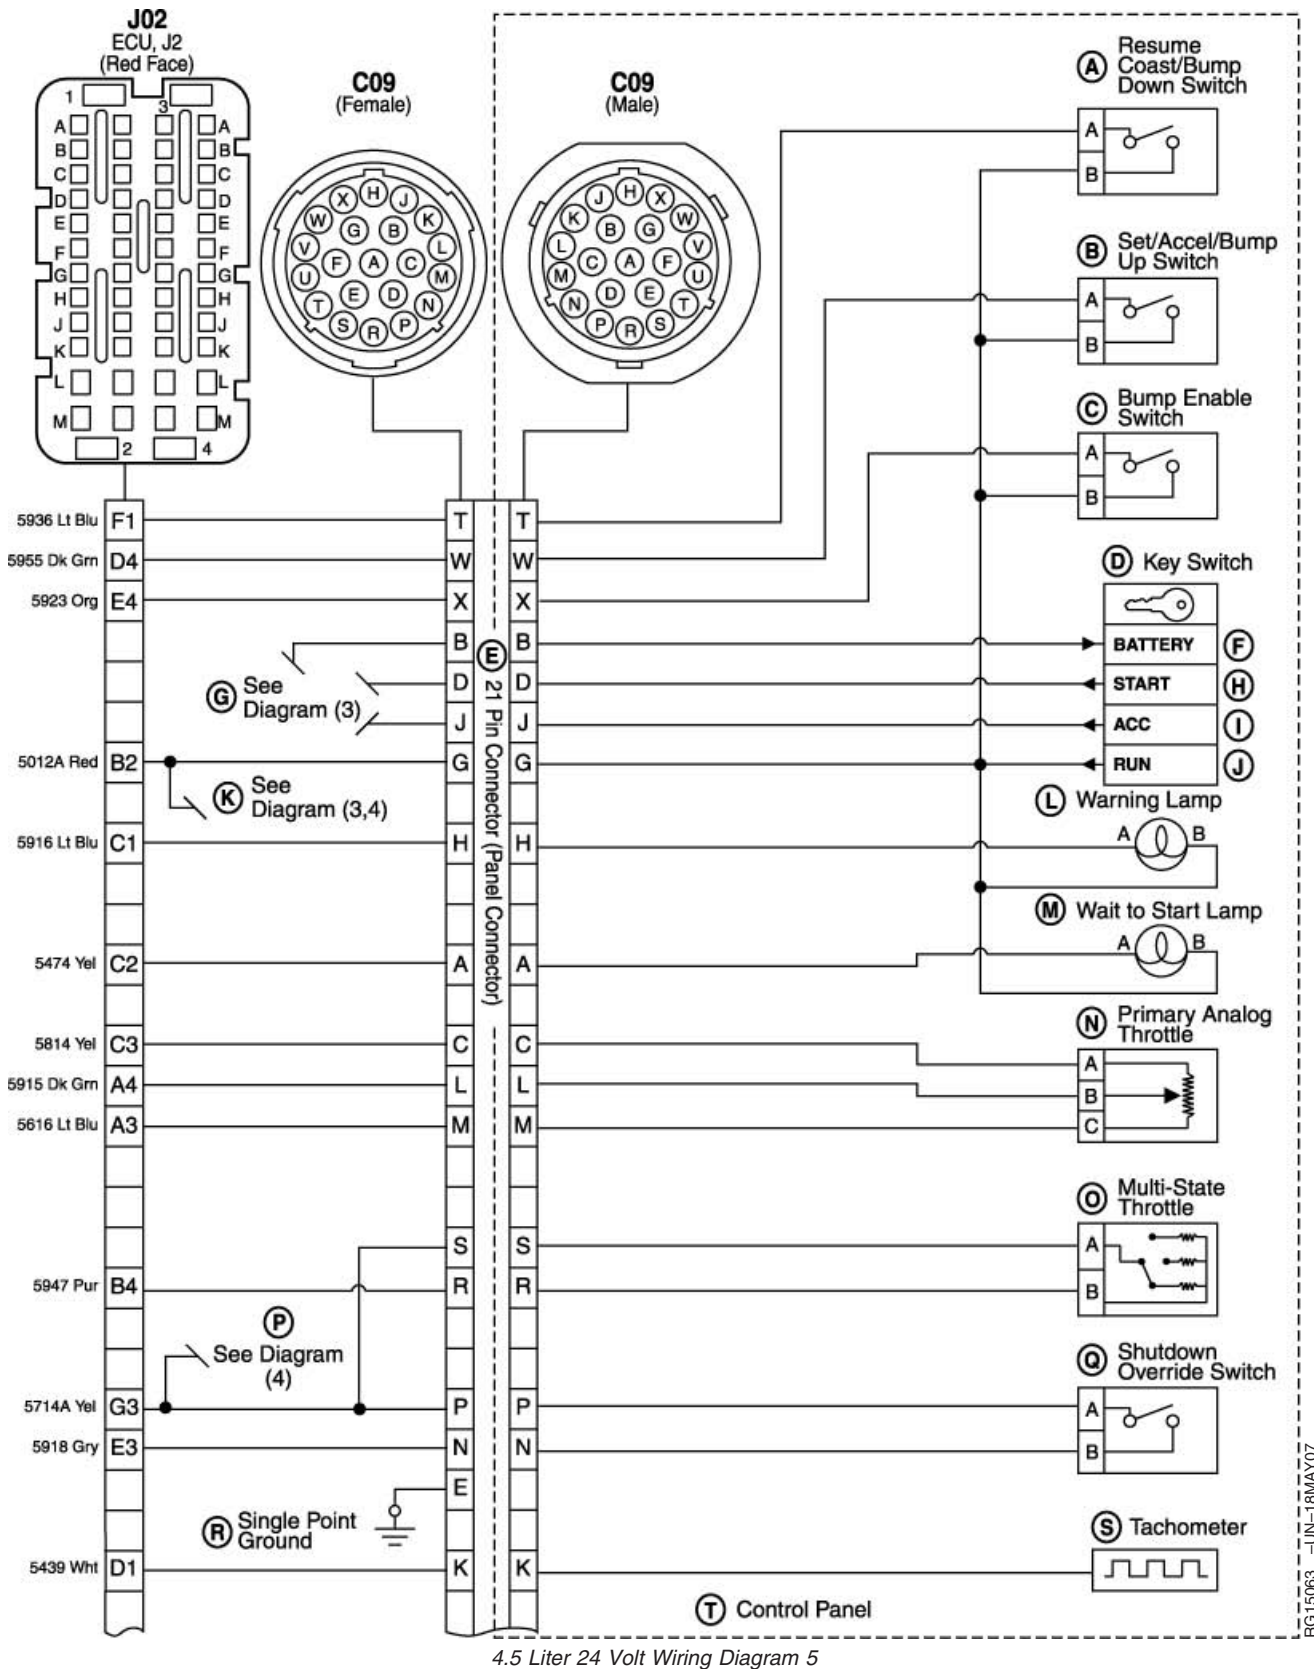 J02
ECU, J2
(Red Face)
1
3
A
A
B
B
C
C
D
D
E
E
F
F
G
G
H
H
J
J
K
K
L
L
M
M
2
4
C09
(Female)
X H J
W G B K
V L
F A C
U M
T E D N
S R P
C09
(Male)
J H X
K B G W
L V
C A F
M U
N D E T
P R S
A Resume
Coast/Bump
Down Switch
A
B
B Set/Accel/Bump
Up Switch
A
B
C Bump Enable
Switch
A
B
D Key Switch
BATTERY F
START H
ACC I
RUN J
5936 Lt Blu F1 T T
5955 Dk Grn D4 W W
5923 Org E4 X X
B B
D D
J J
G See
Diagram (3)
E 21 Pin Connector (Panel Connector)
5012A Red B2 G G
K See
Diagram (3,4)
L Warning Lamp
A B
5916 Lt Blu C1 H H
M Wait to Start Lamp
A B
5474 Yel C2 A A
N Primary Analog
Throttle
A
B
C
5814 Yel C3 C C
5915 Dk Grn A4 L L
5616 Lt Blu A3 M M
O Multi-State
Throttle
A
B
S S
5947 Pur B4 R R
P
See Diagram
(4)
Q Shutdown
Override Switch
A
B
5714A Yel G3 P P
5918 Gry E3 N N
E
R Single Point
Ground
S Tachometer
5439 Wht D1 K K
T Control Panel
RG15063 –UN–18MAY07
4.5 Liter 24 Volt Wiring Diagram 5